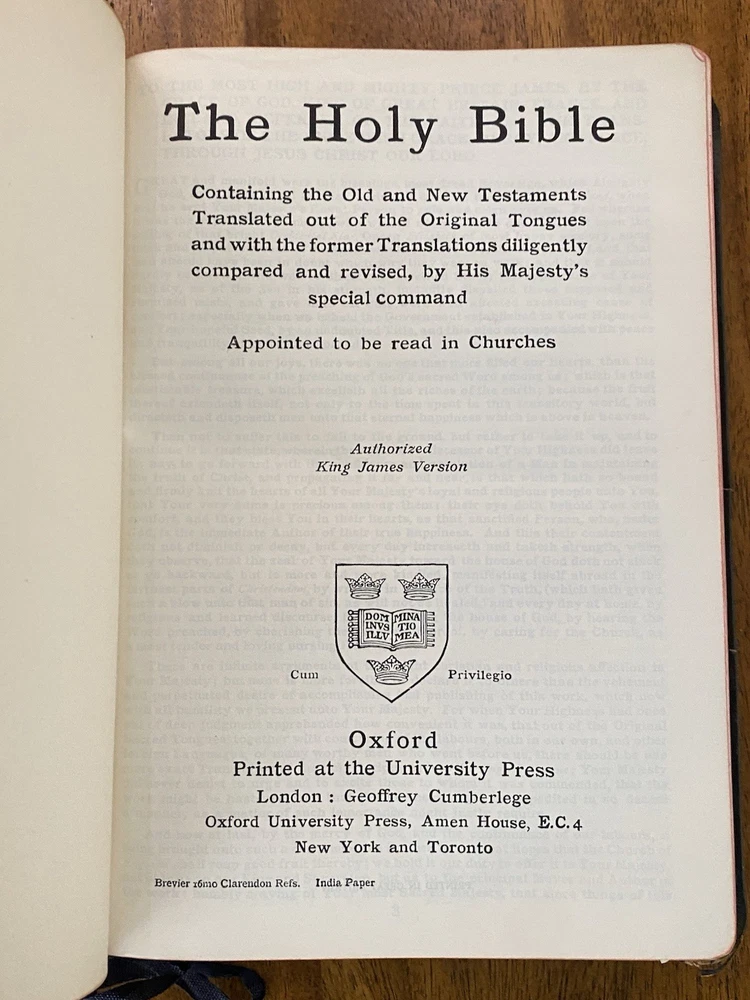 The Holy Bible
Containing the Old and New Testaments
Translated out of the Original Tongues
and with the former Translations diligently
compared and revised, by His Majesty's
special command
Appointed to be read in Churches
Authorized
King James Version
DOM MINA
INVS TIO
ILLV MEA
Cum Privilegio
Oxford
Printed at the University Press
London : Geoffrey Cumberlege
Oxford University Press, Amen House, E.C.4
New York and Toronto
Brevier 16mo Clarendon Refs. India Paper